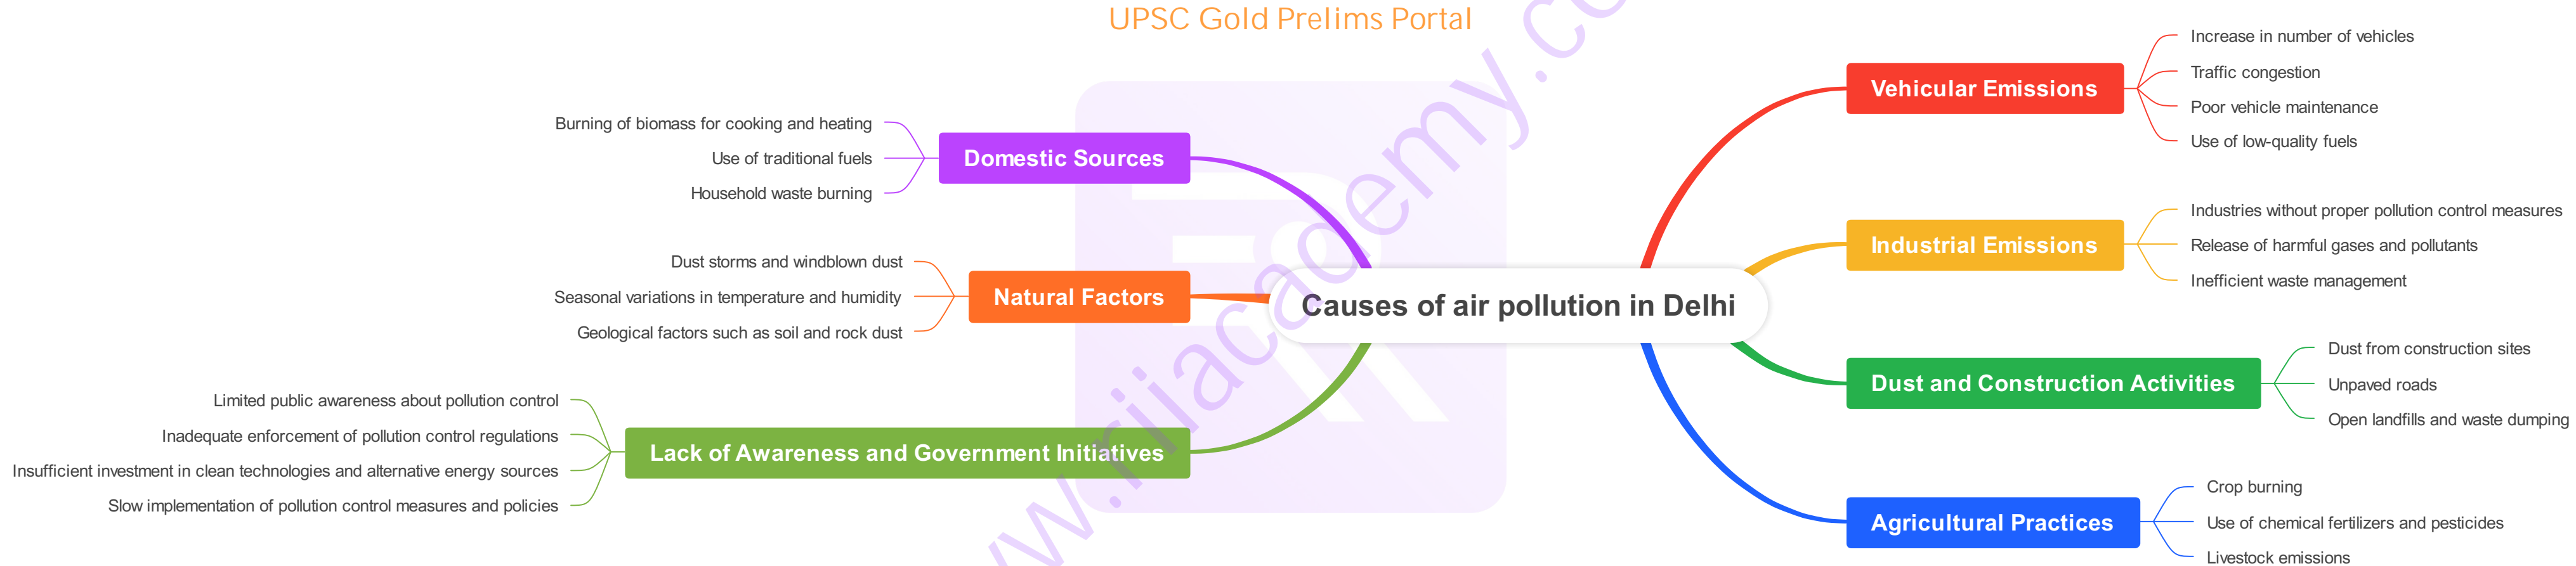 UPSC Gold Prelims Portal
Causes of air pollution in Delhi
Vehicular Emissions
Increase in number of vehicles
Traffic congestion
Poor vehicle maintenance
Use of low-quality fuels
Industrial Emissions
Industries without proper pollution control measures
Release of harmful gases and pollutants
Inefficient waste management
Dust and Construction Activities
Dust from construction sites
Unpaved roads
Open landfills and waste dumping
Agricultural Practices
Crop burning
Use of chemical fertilizers and pesticides
Livestock emissions
Domestic Sources
Burning of biomass for cooking and heating
Use of traditional fuels
Household waste burning
Natural Factors
Dust storms and windblown dust
Seasonal variations in temperature and humidity
Geological factors such as soil and rock dust
Lack of Awareness and Government Initiatives
Limited public awareness about pollution control
Inadequate enforcement of pollution control regulations
Insufficient investment in clean technologies and alternative energy sources
Slow implementation of pollution control measures and policies